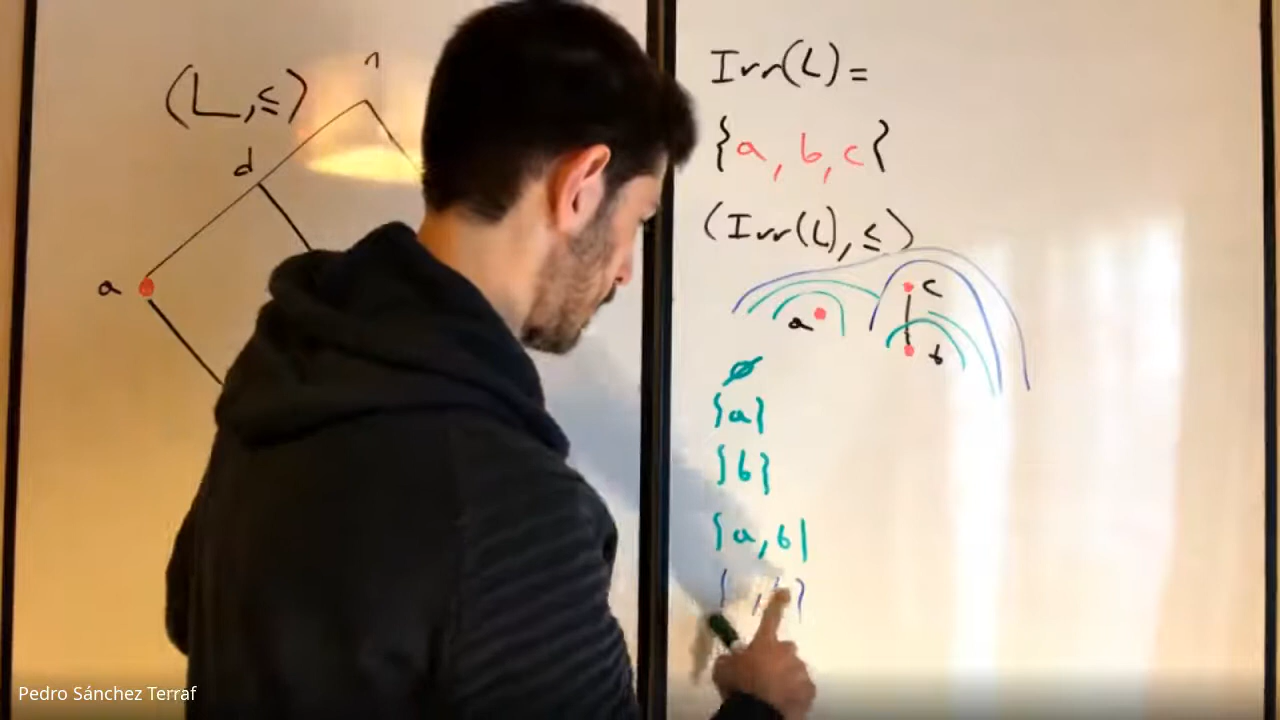 (L,≤)
1
d
a
Irr(L)=
{a, b, c}
(Irr(L),≤)
c
a
b
∅
{a}
{b}
{a,b}
Pedro Sánchez Terraf